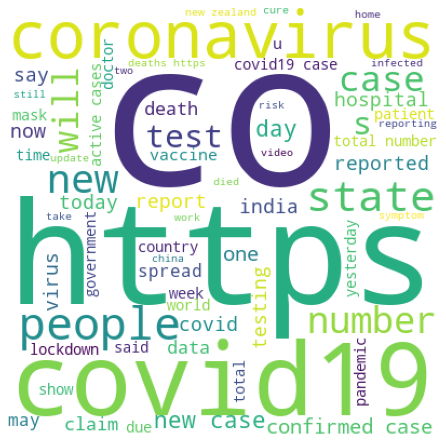 new zealand cure home
coronavirus
say will doctor deaths https two u covid19 case infected case
mask now still active cases co death hospital s
time update test day risk patient reporting
vaccine video total number
new died state reported
today report india symptom
take work
https
virus government country one yesterday
china spread
people week world covid testing number
lockdown said data pandemic
covid19
show total
may claim due new case confirmed case